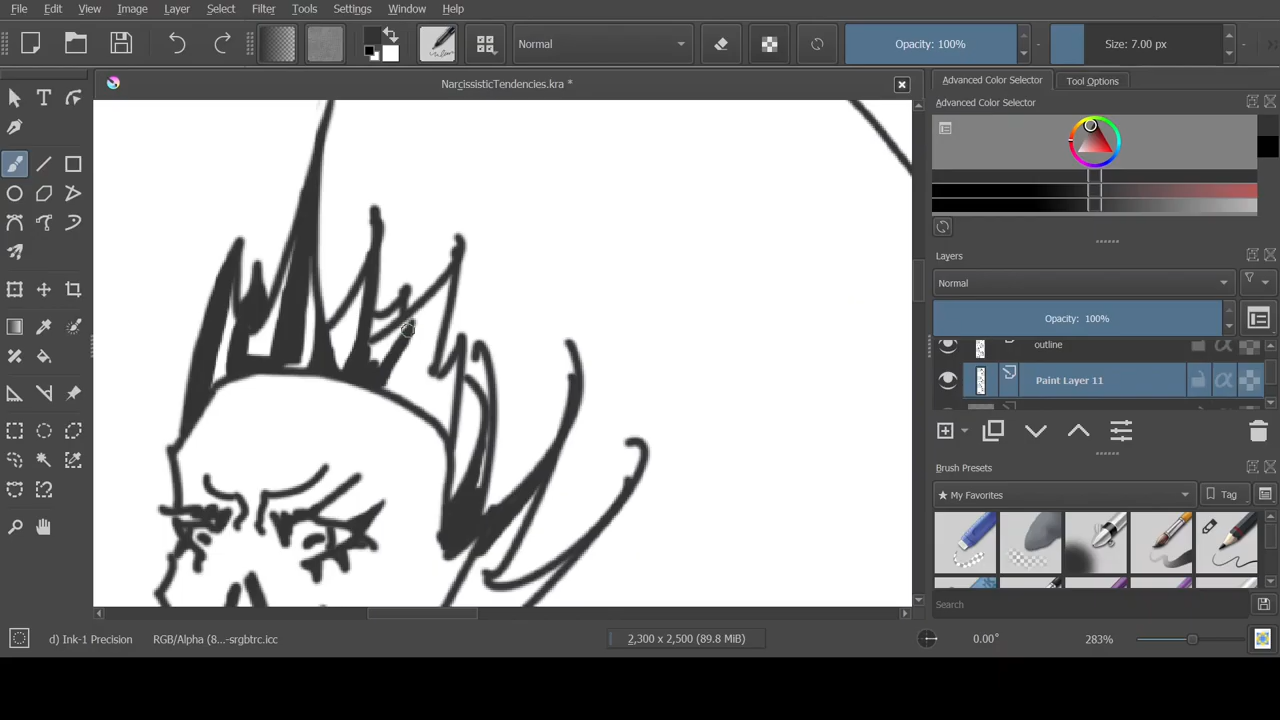 File Edit View Image Layer Select Filter Tools Settings Window Help
Normal
Opacity: 100%
Size: 7.00 px
NarcissisticTendencies.kra *
Advanced Color Selector Tool Options
Advanced Color Selector
Layers
Normal
Opacity: 100%
outline
Paint Layer 11
Brush Presets
My Favorites
Tag
Search
d) Ink-1 Precision
RGB/Alpha (8...-srgbtrc.icc
2,300 x 2,500 (89.8 MiB)
0.00°
283%